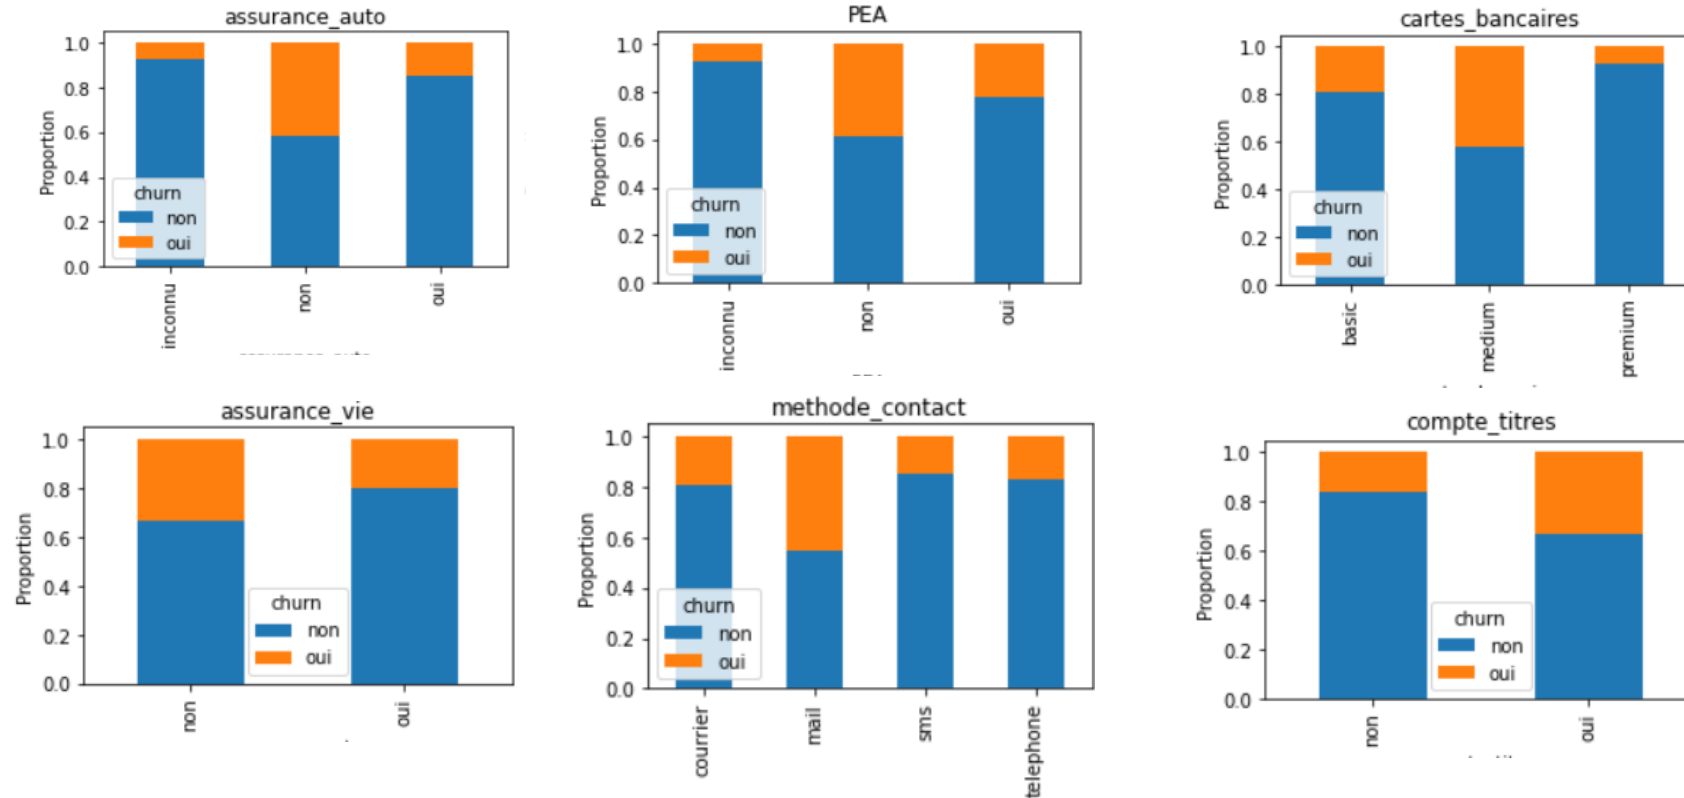 assurance_auto
Proportion
1.0
0.8
0.6
0.4
0.2
0.0
churn
non
oui
inconnu
non
oui
PEA
Proportion
1.0
0.8
0.6
0.4
0.2
0.0
churn
non
oui
inconnu
non
oui
cartes_bancaires
Proportion
1.0
0.8
0.6
0.4
0.2
0.0
churn
non
oui
basic
medium
premium
assurance_vie
Proportion
1.0
0.8
0.6
0.4
0.2
0.0
churn
non
oui
non
oui
methode_contact
Proportion
1.0
0.8
0.6
0.4
0.2
0.0
churn
non
oui
courrier
mail
sms
telephone
compte_titres
Proportion
1.0
0.8
0.6
0.4
0.2
0.0
churn
non
oui
non
oui